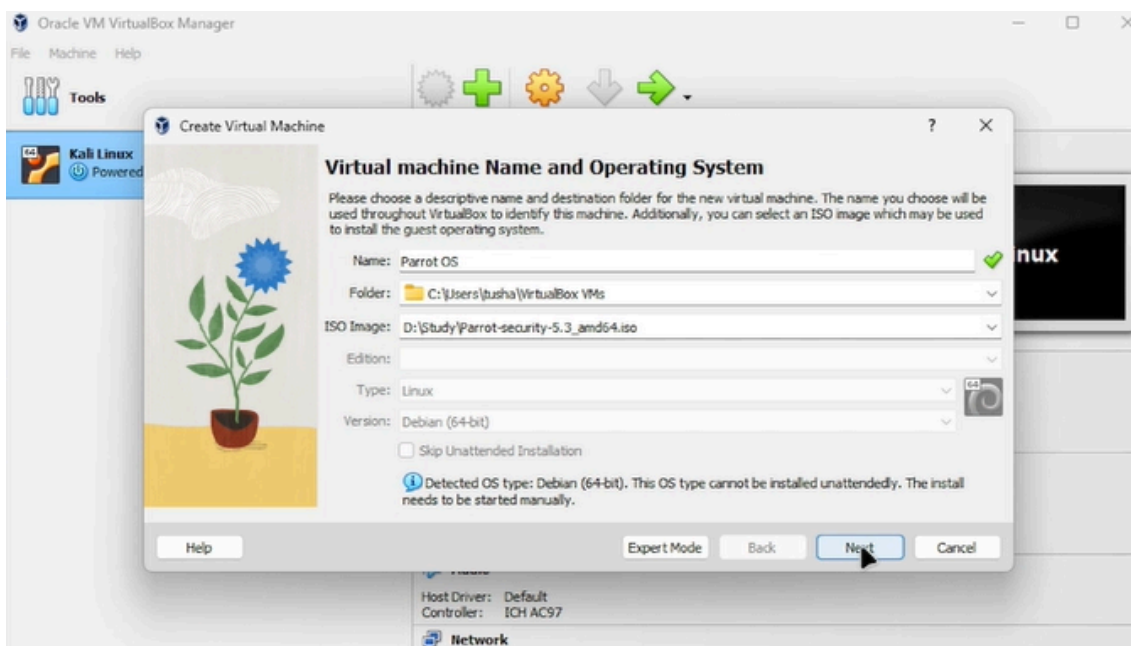 Oracle VM VirtualBox Manager
File Machine Help
Tools
Create Virtual Machine
?
64
Kali Linux
Powered
Virtual machine Name and Operating System
Please choose a descriptive name and destination folder for the new virtual machine. The name you choose will be
used throughout VirtualBox to identify this machine. Additionally, you can select an ISO image which may be used
to install the guest operating system.
Name: Parrot OS
inux
Folder: C:\Users\tusha\VirtualBox VMs
ISO Image: D:\Study\Parrot-security-5.3_amd64.iso
Edition:
Type: Linux
64
Version: Debian (64-bit)
Skip Unattended Installation
Detected OS type: Debian (64-bit). This OS type cannot be installed unattendedly. The install
needs to be started manually.
Help
Expert Mode
Back
Next
Cancel
Host Driver: Default
Controller: ICH AC97
Network